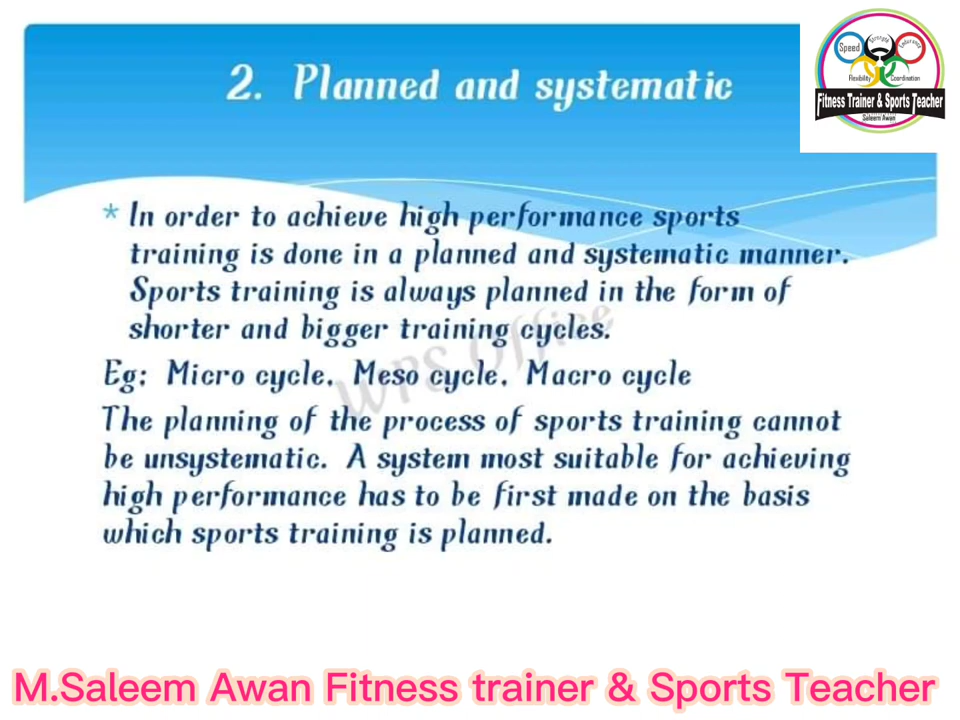 2. Planned and systematic
Speed
Strength
Endurance
Flexibility
Coordination
Fitness Trainer & Sports Teacher
Saleem Awan
* In order to achieve high performance sports
training is done in a planned and systematic manner.
Sports training is always planned in the form of
shorter and bigger training cycles.
WPS Office
Eg: Micro cycle, Meso cycle, Macro cycle
The planning of the process of sports training cannot
be unsystematic. A system most suitable for achieving
high performance has to be first made on the basis
which sports training is planned.
M.Saleem Awan Fitness trainer & Sports Teacher